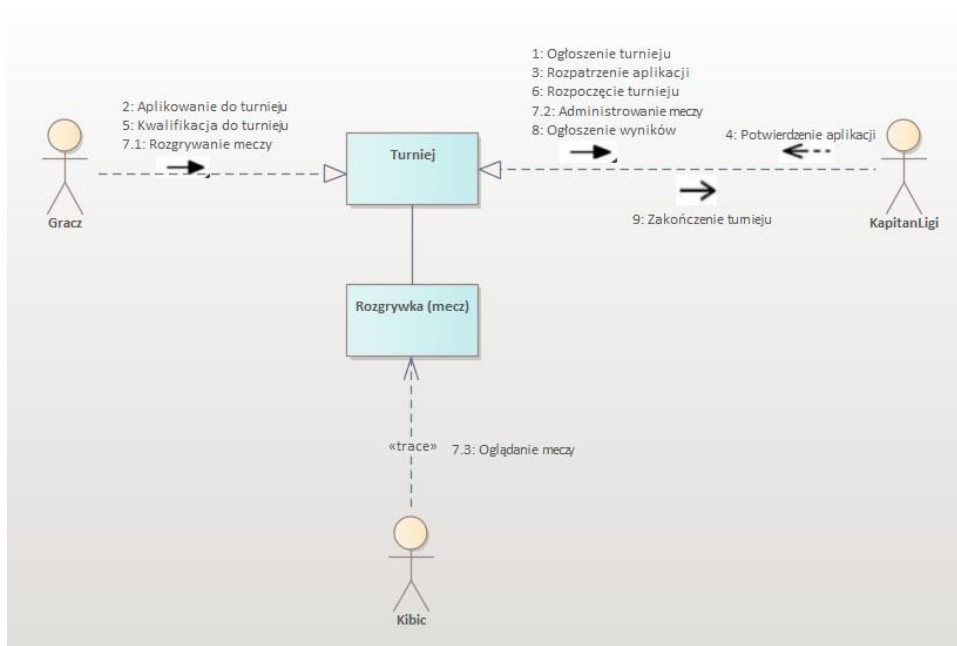 1: Ogłoszenie turnieju
3: Rozpatrzenie aplikacji
6: Rozpoczęcie turnieju
7.2: Administrowanie meczy
8: Ogłoszenie wyników
2: Aplikowanie do turnieju
5: Kwalifikacja do turnieju
7.1: Rozgrywanie meczy
4: Potwierdzenie aplikacji
Turniej
Gracz
9: Zakończenie turnieju
KapitanLigi
Rozgrywka (mecz)
«trace»
7.3: Oglądanie meczy
Kibic